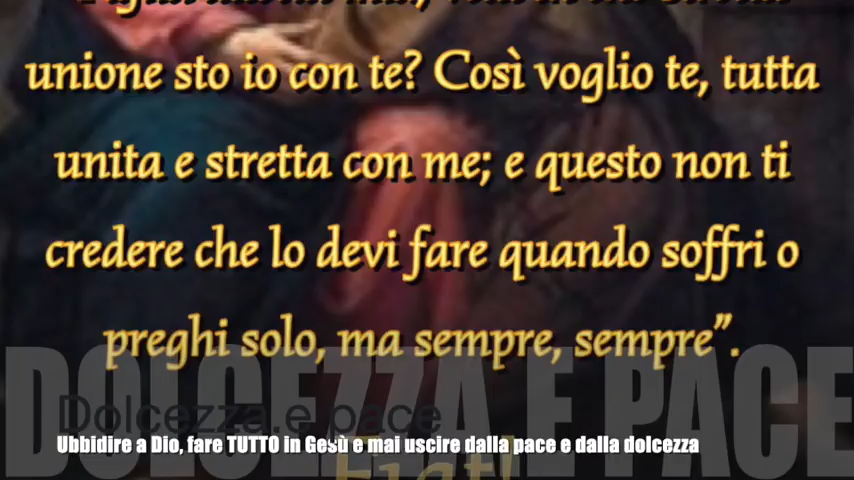 unione sto io con te? Così voglio te, tutta
unita e stretta con me; e questo non ti
credere che lo devi fare quando soffri o
preghi solo, ma sempre, sempre”.
DOLCEZZA E PACE
Dolcezza e pace
Ubbidire a Dio, fare TUTTO in Gesù e mai uscire dalla pace e dalla dolcezza
Fiat!